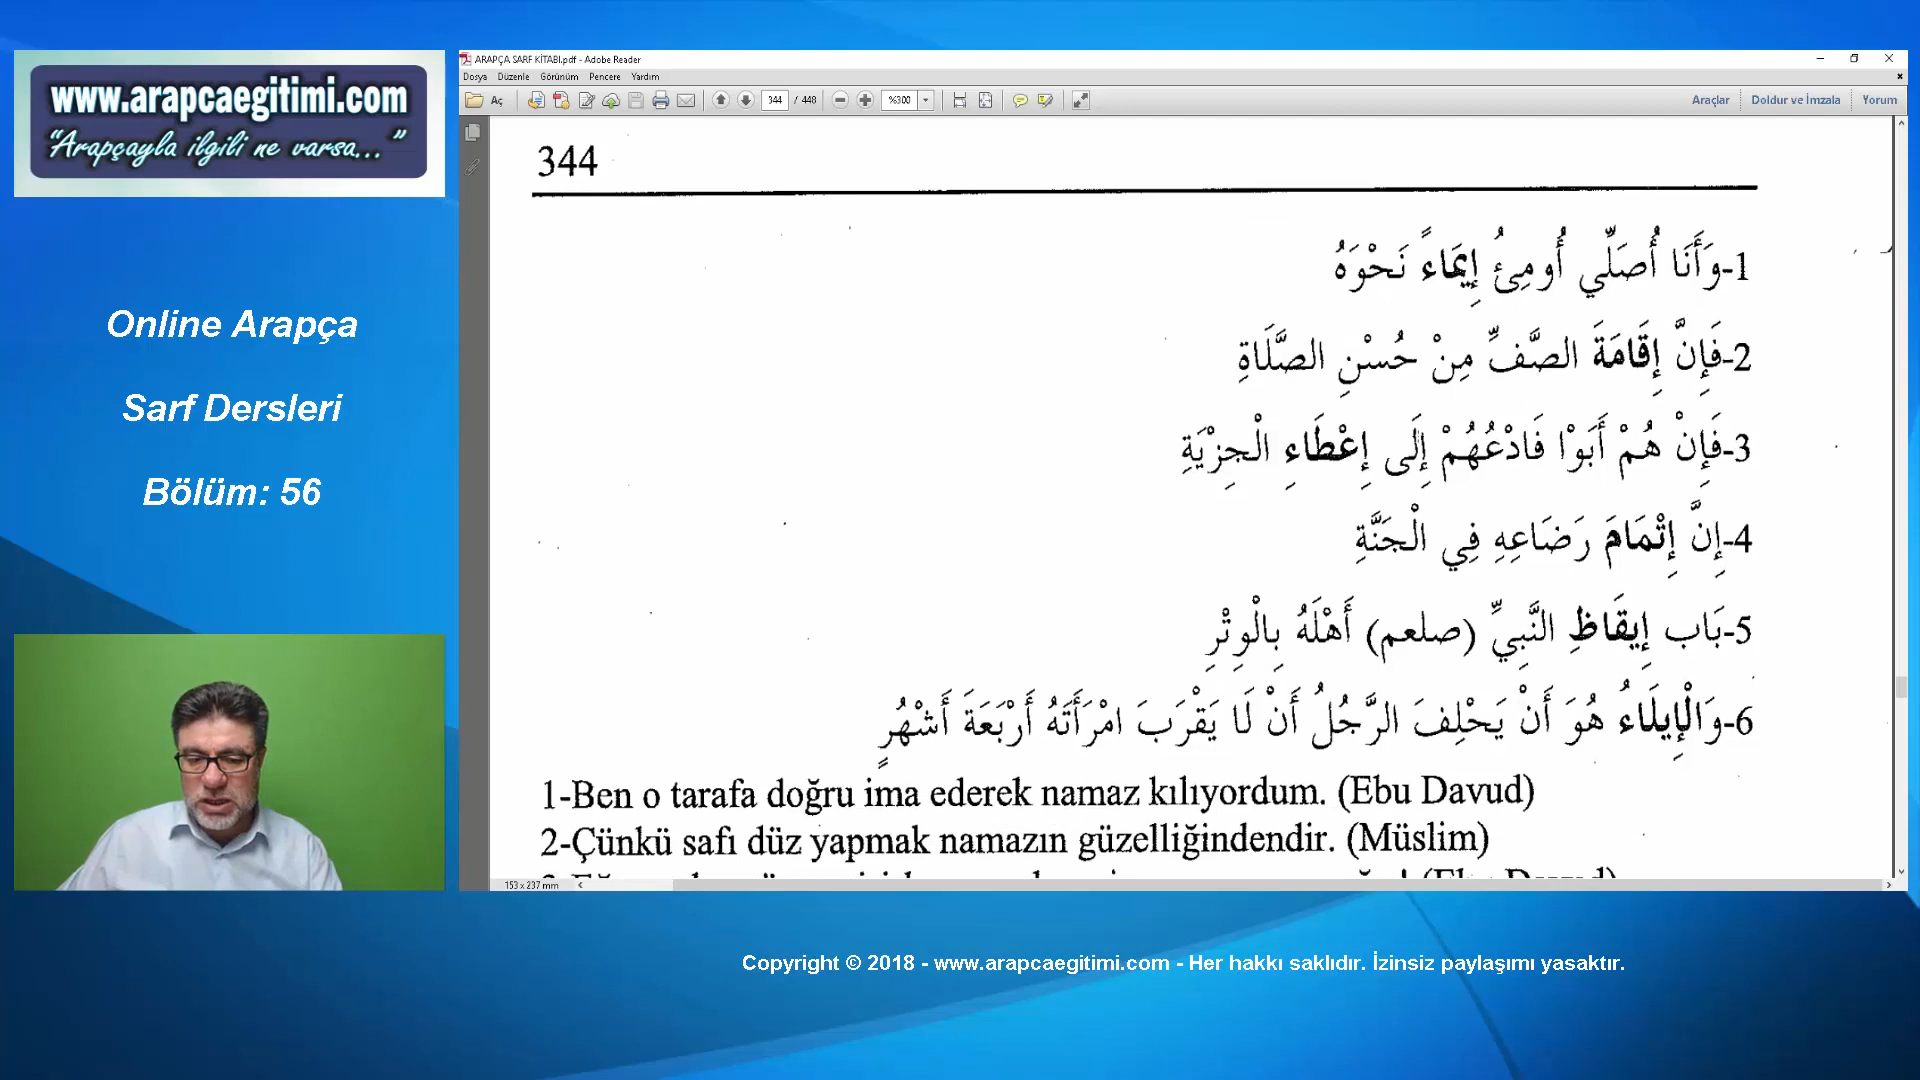 www.arapcaegitimi.com
“Arapçayla ilgili ne varsa...”
Online Arapça
Sarf Dersleri
Bölüm: 56
ARAPÇA SARF KİTABI.pdf - Adobe Reader
Dosya Düzenle Görünüm Pencere Yardım
Aç 344 / 448 %300 Araçlar Doldur ve İmzala Yorum
344
1-وَأَنَا أُصَلِّي أُومِئُ إِيمَاءً نَحْوَهُ
2-فَإِنَّ إِقَامَةَ الصَّفِّ مِنْ حُسْنِ الصَّلَاةِ
3-فَإِنْ هُمْ أَبَوْا فَادْعُهُمْ إِلَى إِعْطَاءِ الْجِزْيَةِ
4-إِنَّ إِتْمَامَ رَضَاعِهِ فِي الْجَنَّةِ
5-بَاب إِيقَاظِ النَّبِيِّ (صلعم) أَهْلَهُ بِالْوِتْرِ
6-وَالْإِيلَاءُ هُوَ أَنْ يَحْلِفَ الرَّجُلُ أَنْ لَا يَقْرَبَ امْرَأَتَهُ أَرْبَعَةَ أَشْهُرٍ
1-Ben o tarafa doğru ima ederek namaz kılıyordum. (Ebu Davud)
2-Çünkü safı düz yapmak namazın güzelliğindendir. (Müslim)
153 x 237 mm
Copyright © 2018 - www.arapcaegitimi.com - Her hakkı saklıdır. İzinsiz paylaşımı yasaktır.